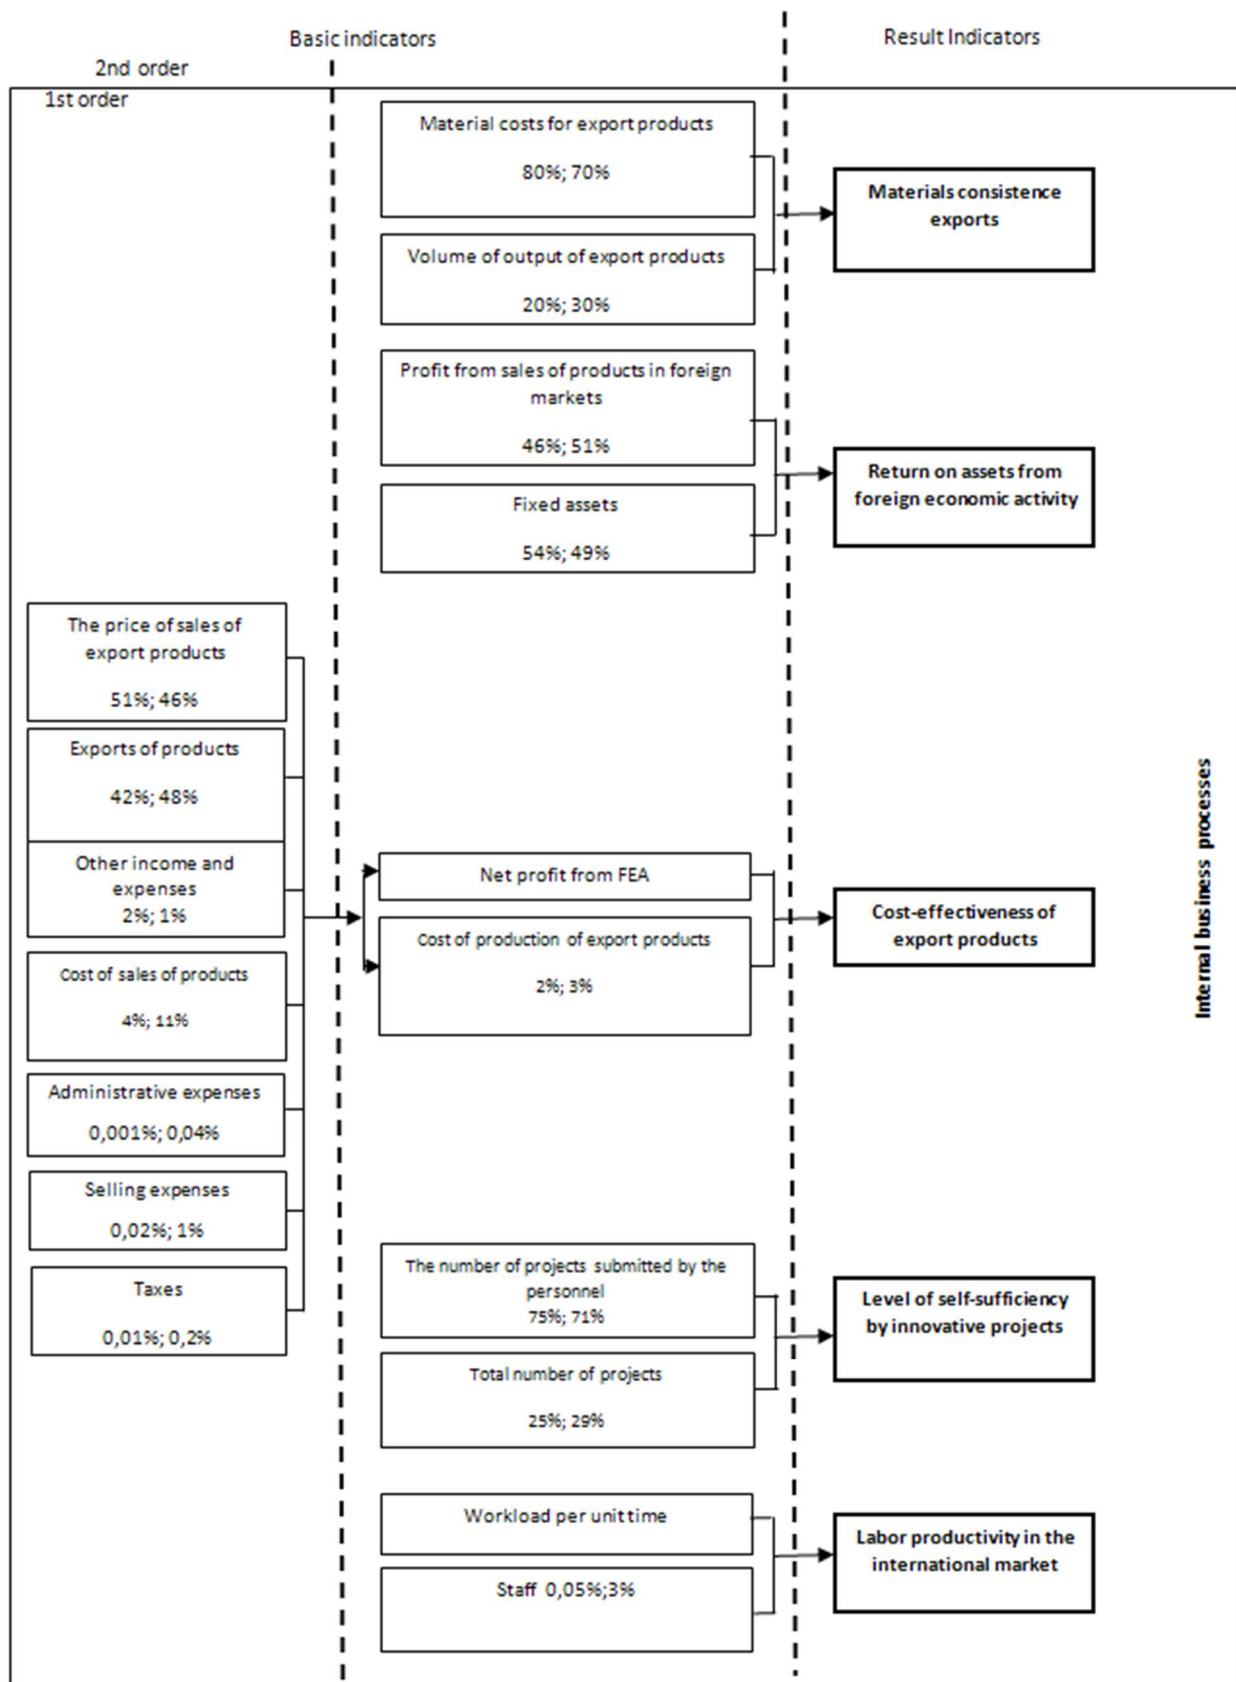 Basic indicators
Result Indicators
2nd order
1st order
Material costs for export products
80%; 70%
Volume of output of export products
20%; 30%
Materials consistence
exports
Profit from sales of products in foreign
markets
46%; 51%
Fixed assets
54%; 49%
Return on assets from
foreign economic activity
The price of sales of
export products
51%; 46%
Exports of products
42%; 48%
Other income and
expenses
2%; 1%
Cost of sales of products
4%; 11%
Administrative expenses
0,001%; 0,04%
Selling expenses
0,02%; 1%
Taxes
0,01%; 0,2%
Net profit from FEA
Cost of production of export products
2%; 3%
Cost-effectiveness of
export products
Internal business processes
The number of projects submitted by the
personnel
75%; 71%
Total number of projects
25%; 29%
Level of self-sufficiency
by innovative projects
Workload per unit time
Staff 0,05%;3%
Labor productivity in the
international market